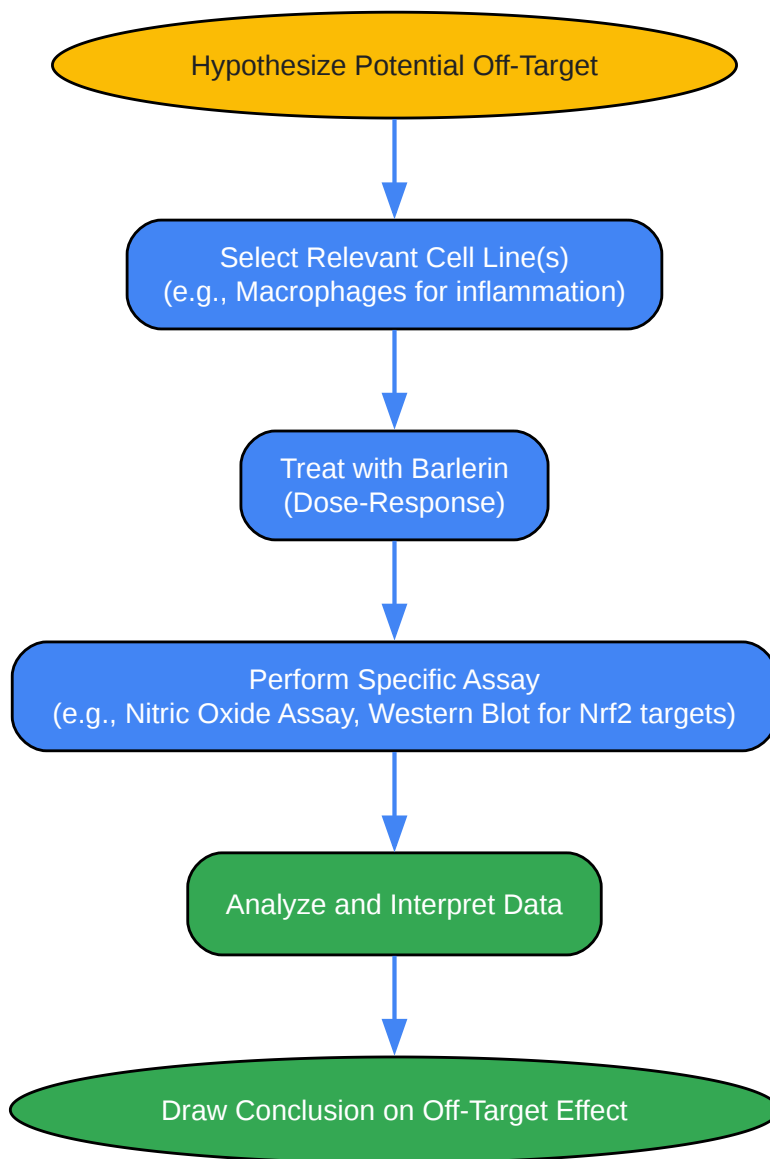 Hypothesize Potential Off-Target
Select Relevant Cell Line(s)
(e.g., Macrophages for inflammation)
Treat with Barlerin
(Dose-Response)
Perform Specific Assay
(e.g., Nitric Oxide Assay, Western Blot for Nrf2 targets)
Analyze and Interpret Data
Draw Conclusion on Off-Target Effect